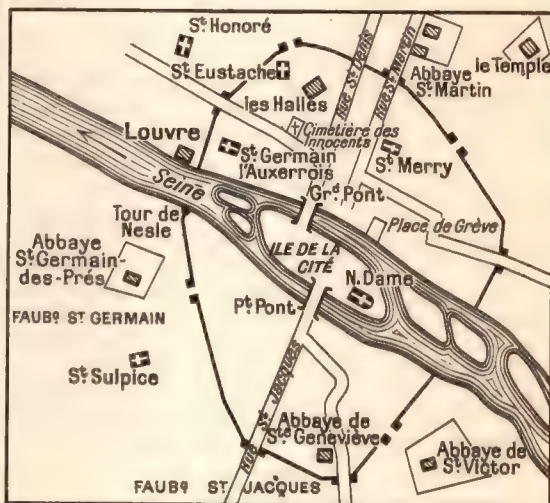 St Honoré
St Eustache
les Halles
RUE St DENIS
RUE St MARTIN
Abbaye
St Martin
le Temple
Louvre
St Germain
l'Auxerrois
Cimetière des
Innocents
St Merry
Seine
Grd Pont
Tour de
Nesle
Place de Grève
ILE DE LA
CITÉ
N. Dame
Abbaye
St Germain-
des-Prés
Pt Pont
FAUBG ST GERMAIN
St Sulpice
RUE St Jacques
Abbaye de
Ste Geneviève
Abbaye de
St Victor
FAUBG ST JACQUES